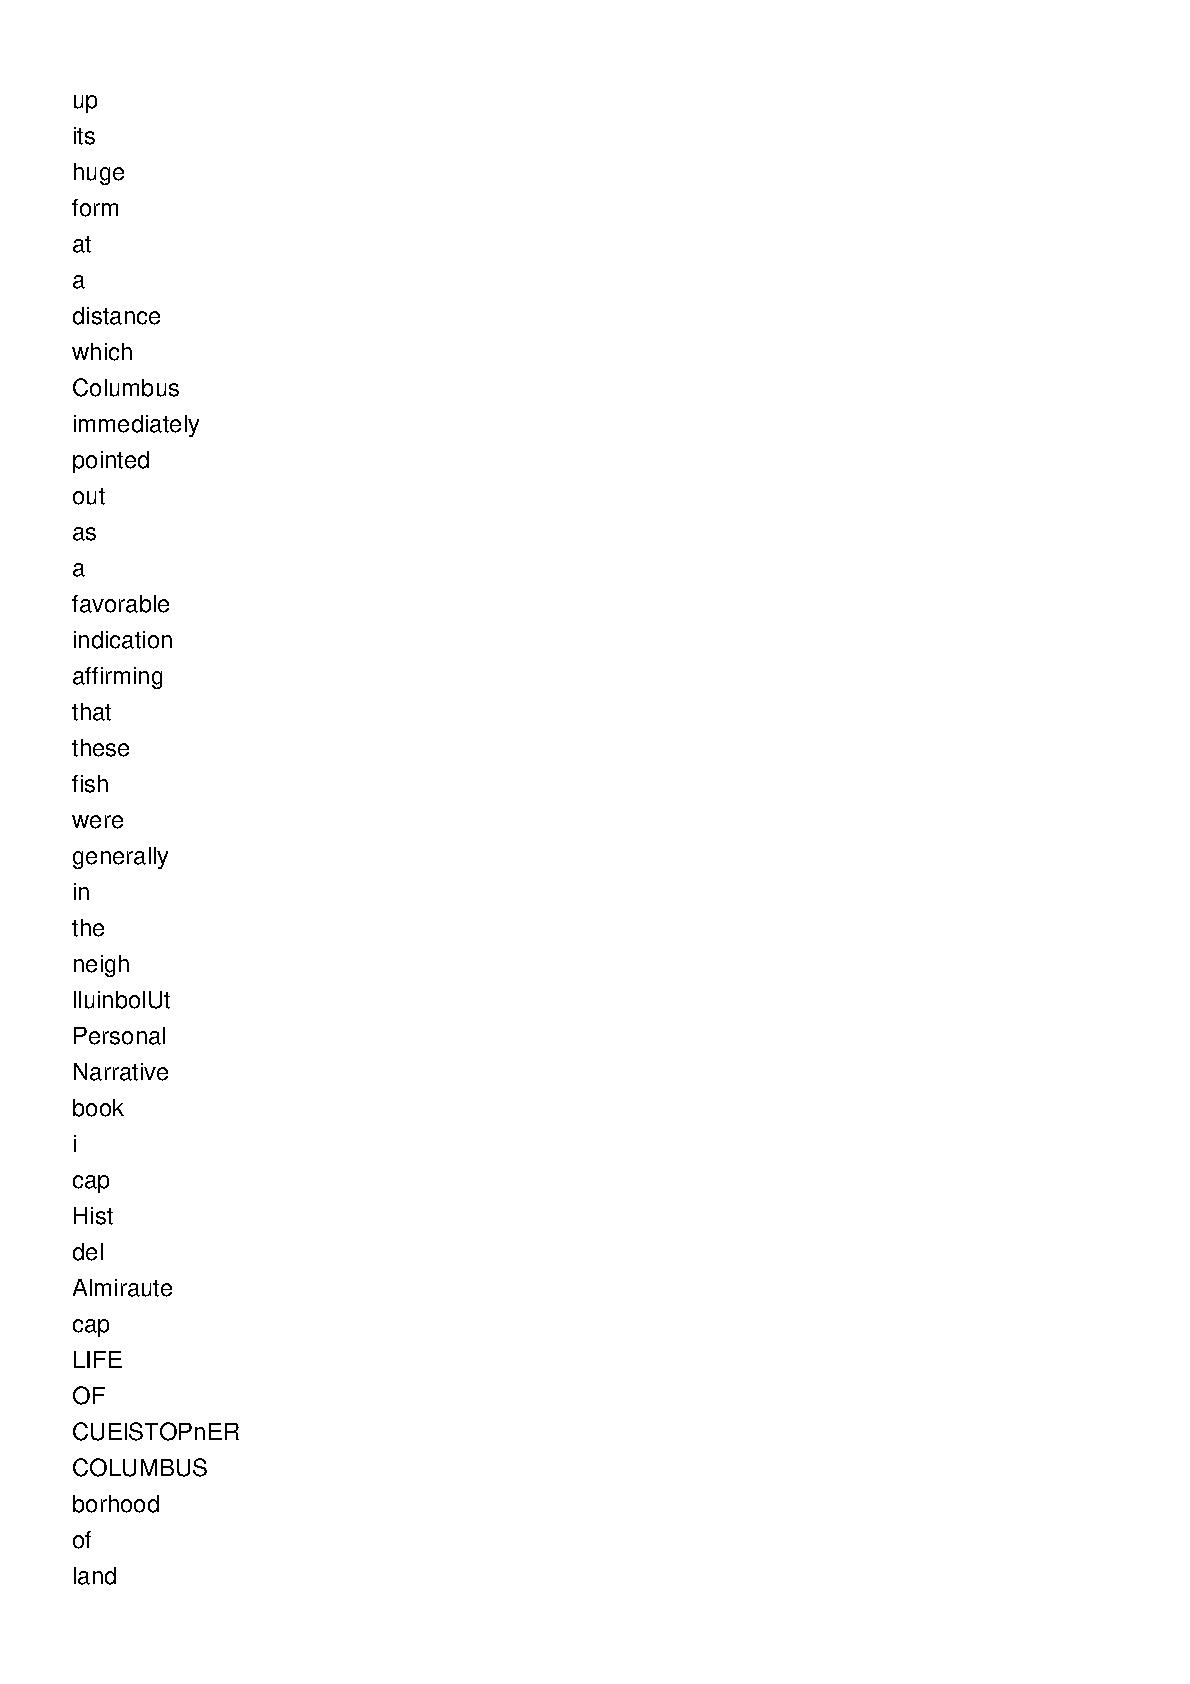 up
its
huge
form
at
a
distance
which
Columbus
immediately
pointed
out
as
a
favorable
indication
affirming
that
these
fish
were
generally
in
the
neigh
lluinbolUt
Personal
Narrative
book
i
cap
Hist
del
Almiraute
cap
LIFE
OF
CUEISTOPnER
COLUMBUS
borhood
of
land